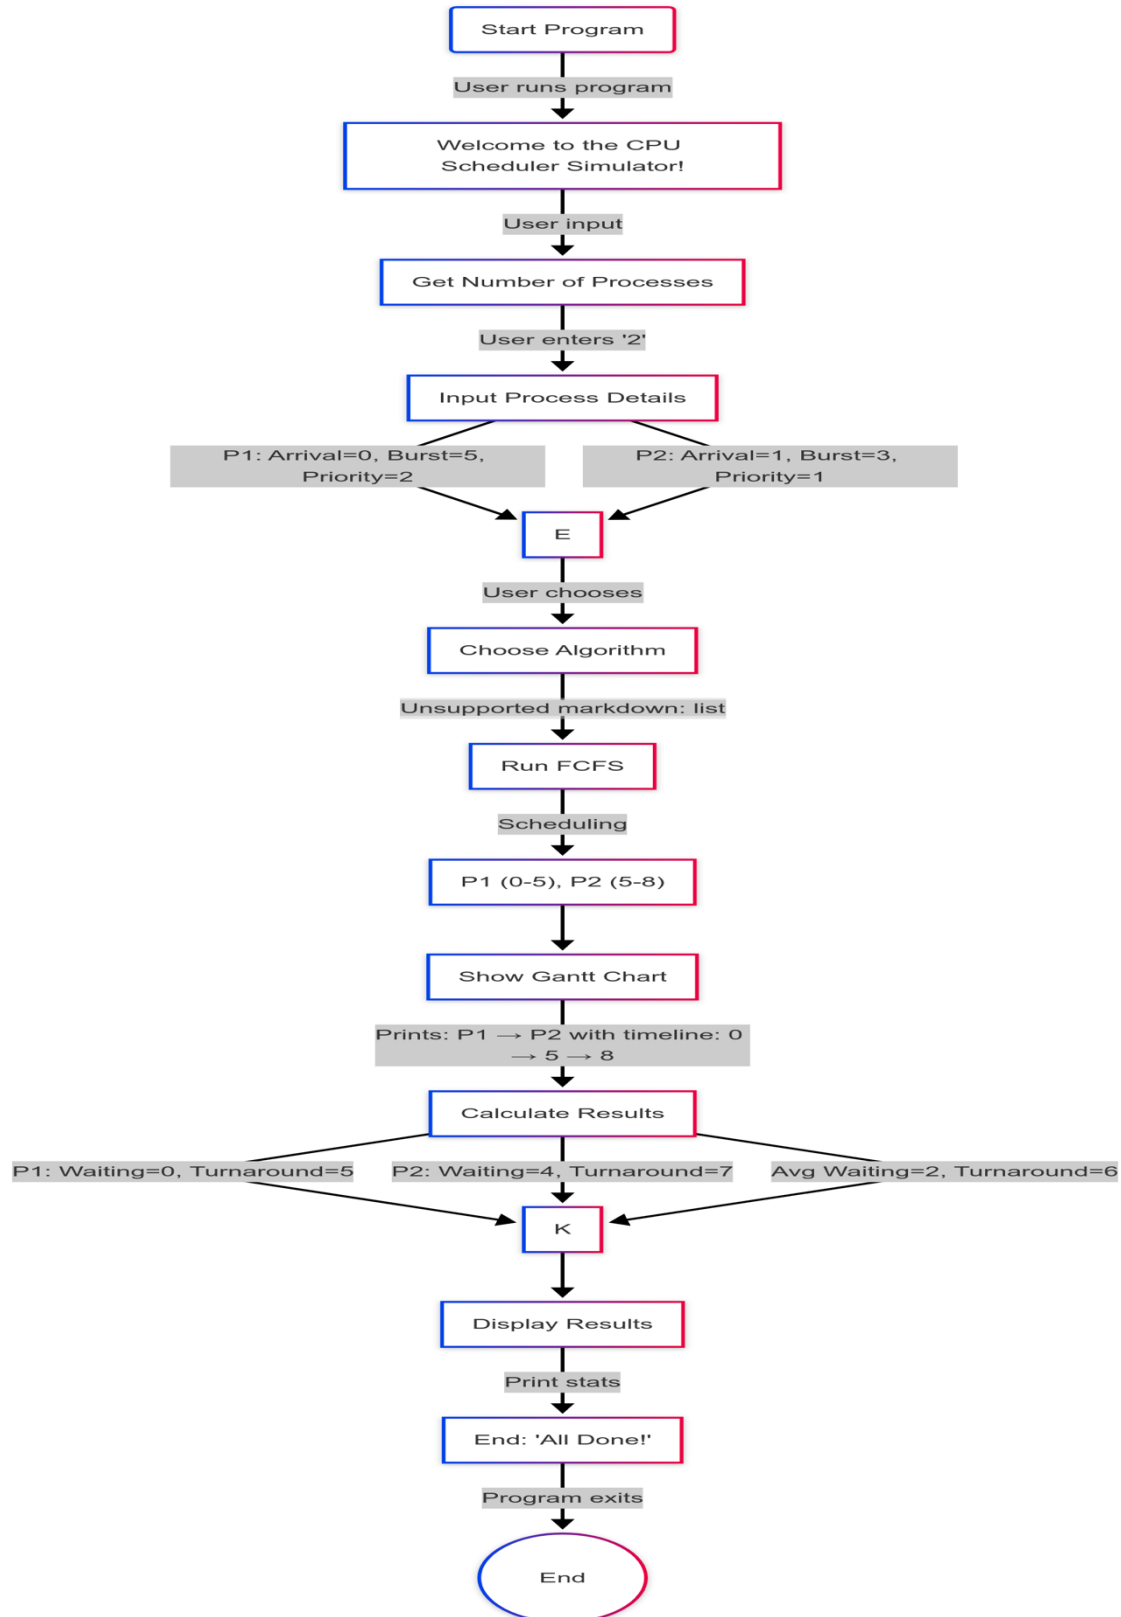 Start Program
User runs program
Welcome to the CPU
Scheduler Simulator!
User input
Get Number of Processes
User enters '2'
Input Process Details
P1: Arrival=0, Burst=5,
Priority=2
P2: Arrival=1, Burst=3,
Priority=1
E
User chooses
Choose Algorithm
Unsupported markdown: list
Run FCFS
Scheduling
P1 (0-5), P2 (5-8)
Show Gantt Chart
Prints: P1 → P2 with timeline: 0
→ 5 → 8
Calculate Results
P1: Waiting=0, Turnaround=5
P2: Waiting=4, Turnaround=7
Avg Waiting=2, Turnaround=6
K
Display Results
Print stats
End: 'All Done!'
Program exits
End